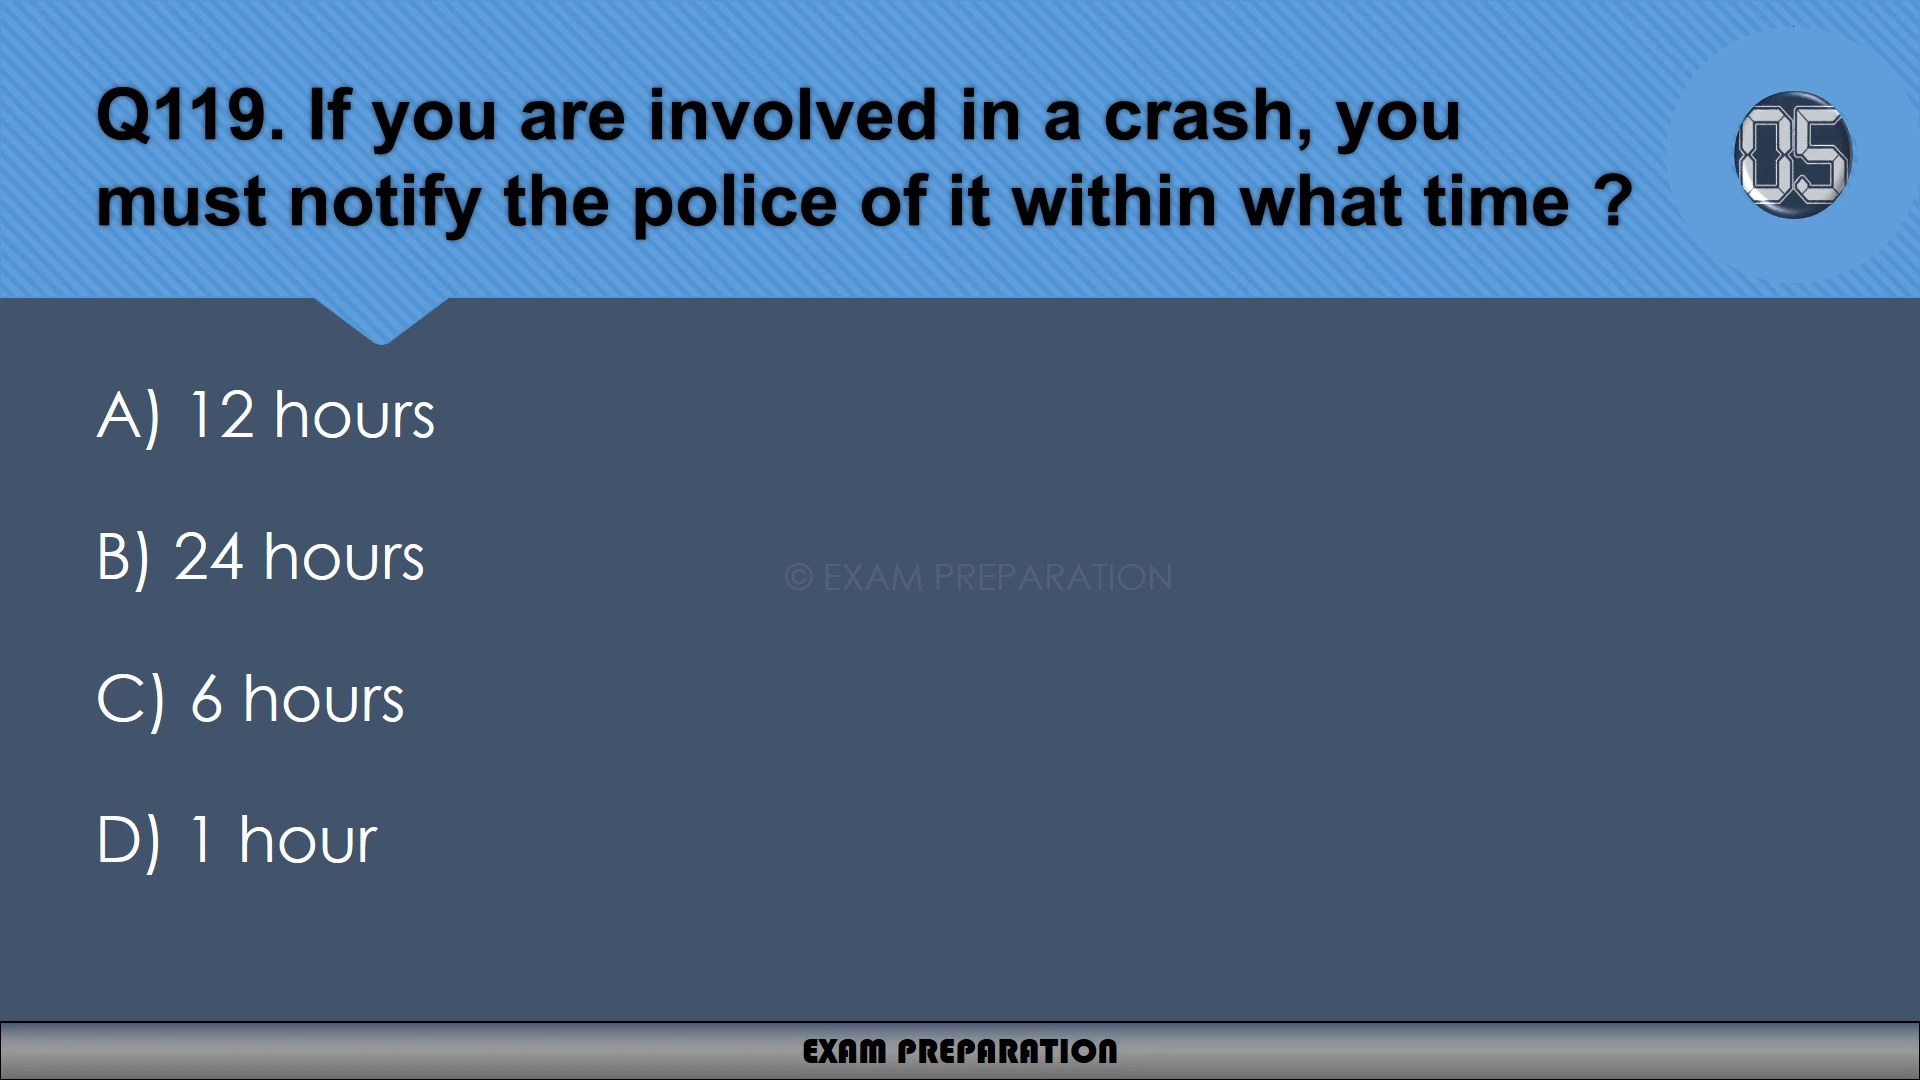 Q119. If you are involved in a crash, you
must notify the police of it within what time ?
05
A) 12 hours
B) 24 hours
© EXAM PREPARATION
C) 6 hours
D) 1 hour
EXAM PREPARATION